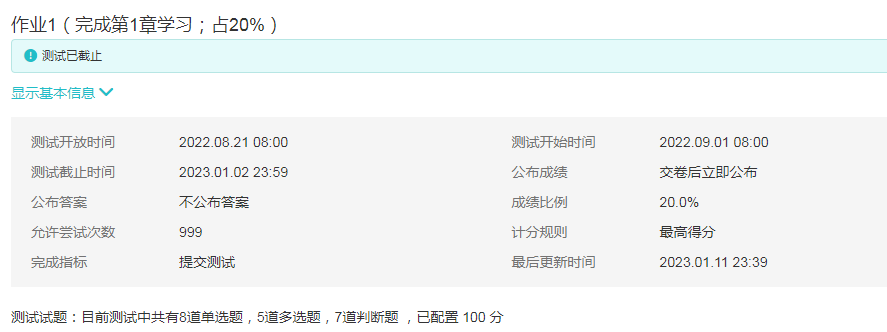 作业1（完成第1章学习；占20%）
测试已截止
显示基本信息
测试开放时间 2022.08.21 08:00 测试开始时间 2022.09.01 08:00
测试截止时间 2023.01.02 23:59 公布成绩 交卷后立即公布
公布答案 不公布答案 成绩比例 20.0%
允许尝试次数 999 计分规则 最高得分
完成指标 提交测试 最后更新时间 2023.01.11 23:39
测试试题：目前测试中共有8道单选题，5道多选题，7道判断题 ，已配置 100 分